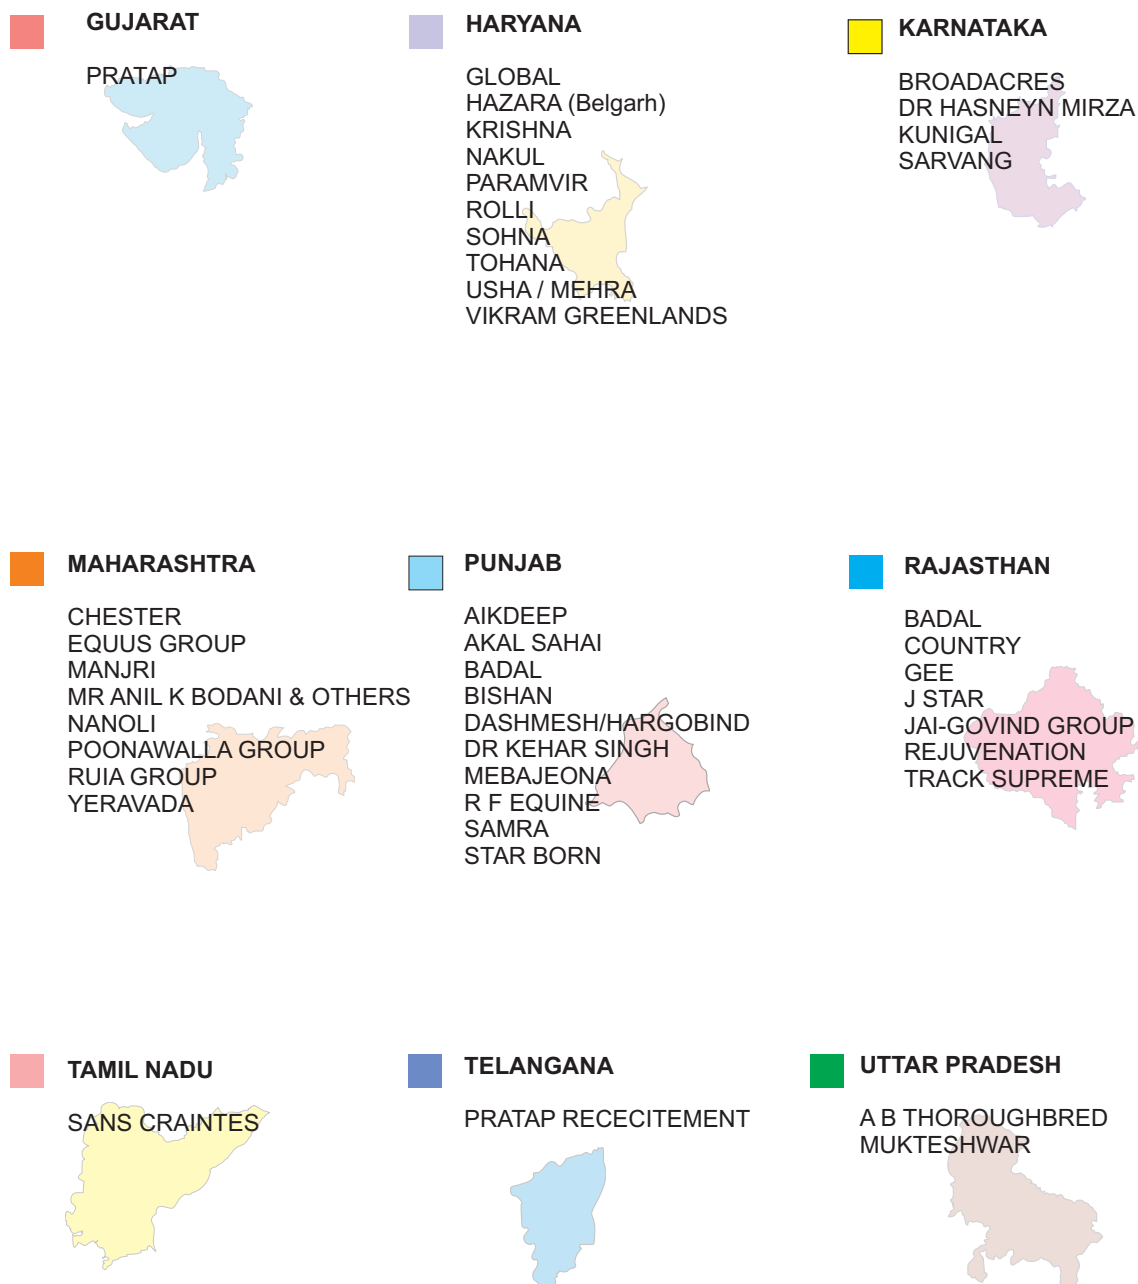 GUJARAT
PRATAP
HARYANA
GLOBAL
HAZARA (Belgarh)
KRISHNA
NAKUL
PARAMVIR
ROLLI
SOHNA
TOHANA
USHA / MEHRA
VIKRAM GREENLANDS
KARNATAKA
BROADACRES
DR HASNEYN MIRZA
KUNIGAL
SARVANG
MAHARASHTRA
CHESTER
EQUUS GROUP
MANJRI
MR ANIL K BODANI & OTHERS
NANOLI
POONAWALLA GROUP
RUIA GROUP
YERAVADA
PUNJAB
AIKDEEP
AKAL SAHAI
BADAL
BISHAN
DASHMESH/HARGOBIND
DR KEHAR SINGH
MEBAJEONA
R F EQUINE
SAMRA
STAR BORN
RAJASTHAN
BADAL
COUNTRY
GEE
J STAR
JAI-GOVIND GROUP
REJUVENATION
TRACK SUPREME
TAMIL NADU
SANS CRAINTES
TELANGANA
PRATAP RECECITEMENT
UTTAR PRADESH
A B THOROUGHBRED
MUKTESHWAR